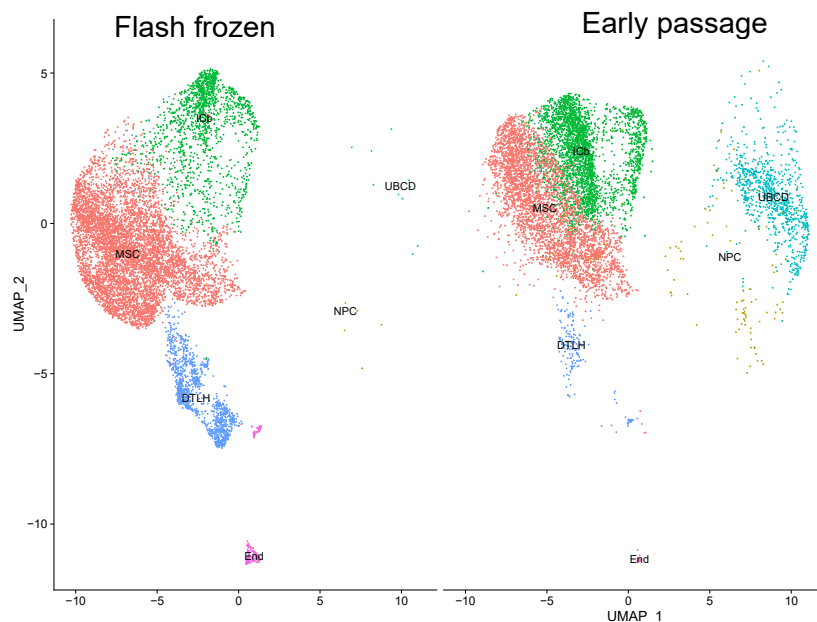 Flash frozen
Early passage
5
0
−5
−10
UMAP_2
ICb
MSC
UBCD
NPC
DTLH
End
ICb
MSC
UBCD
NPC
DTLH
End
−10
−5
0
5
10
−10
−5
0
5
10
UMAP_1